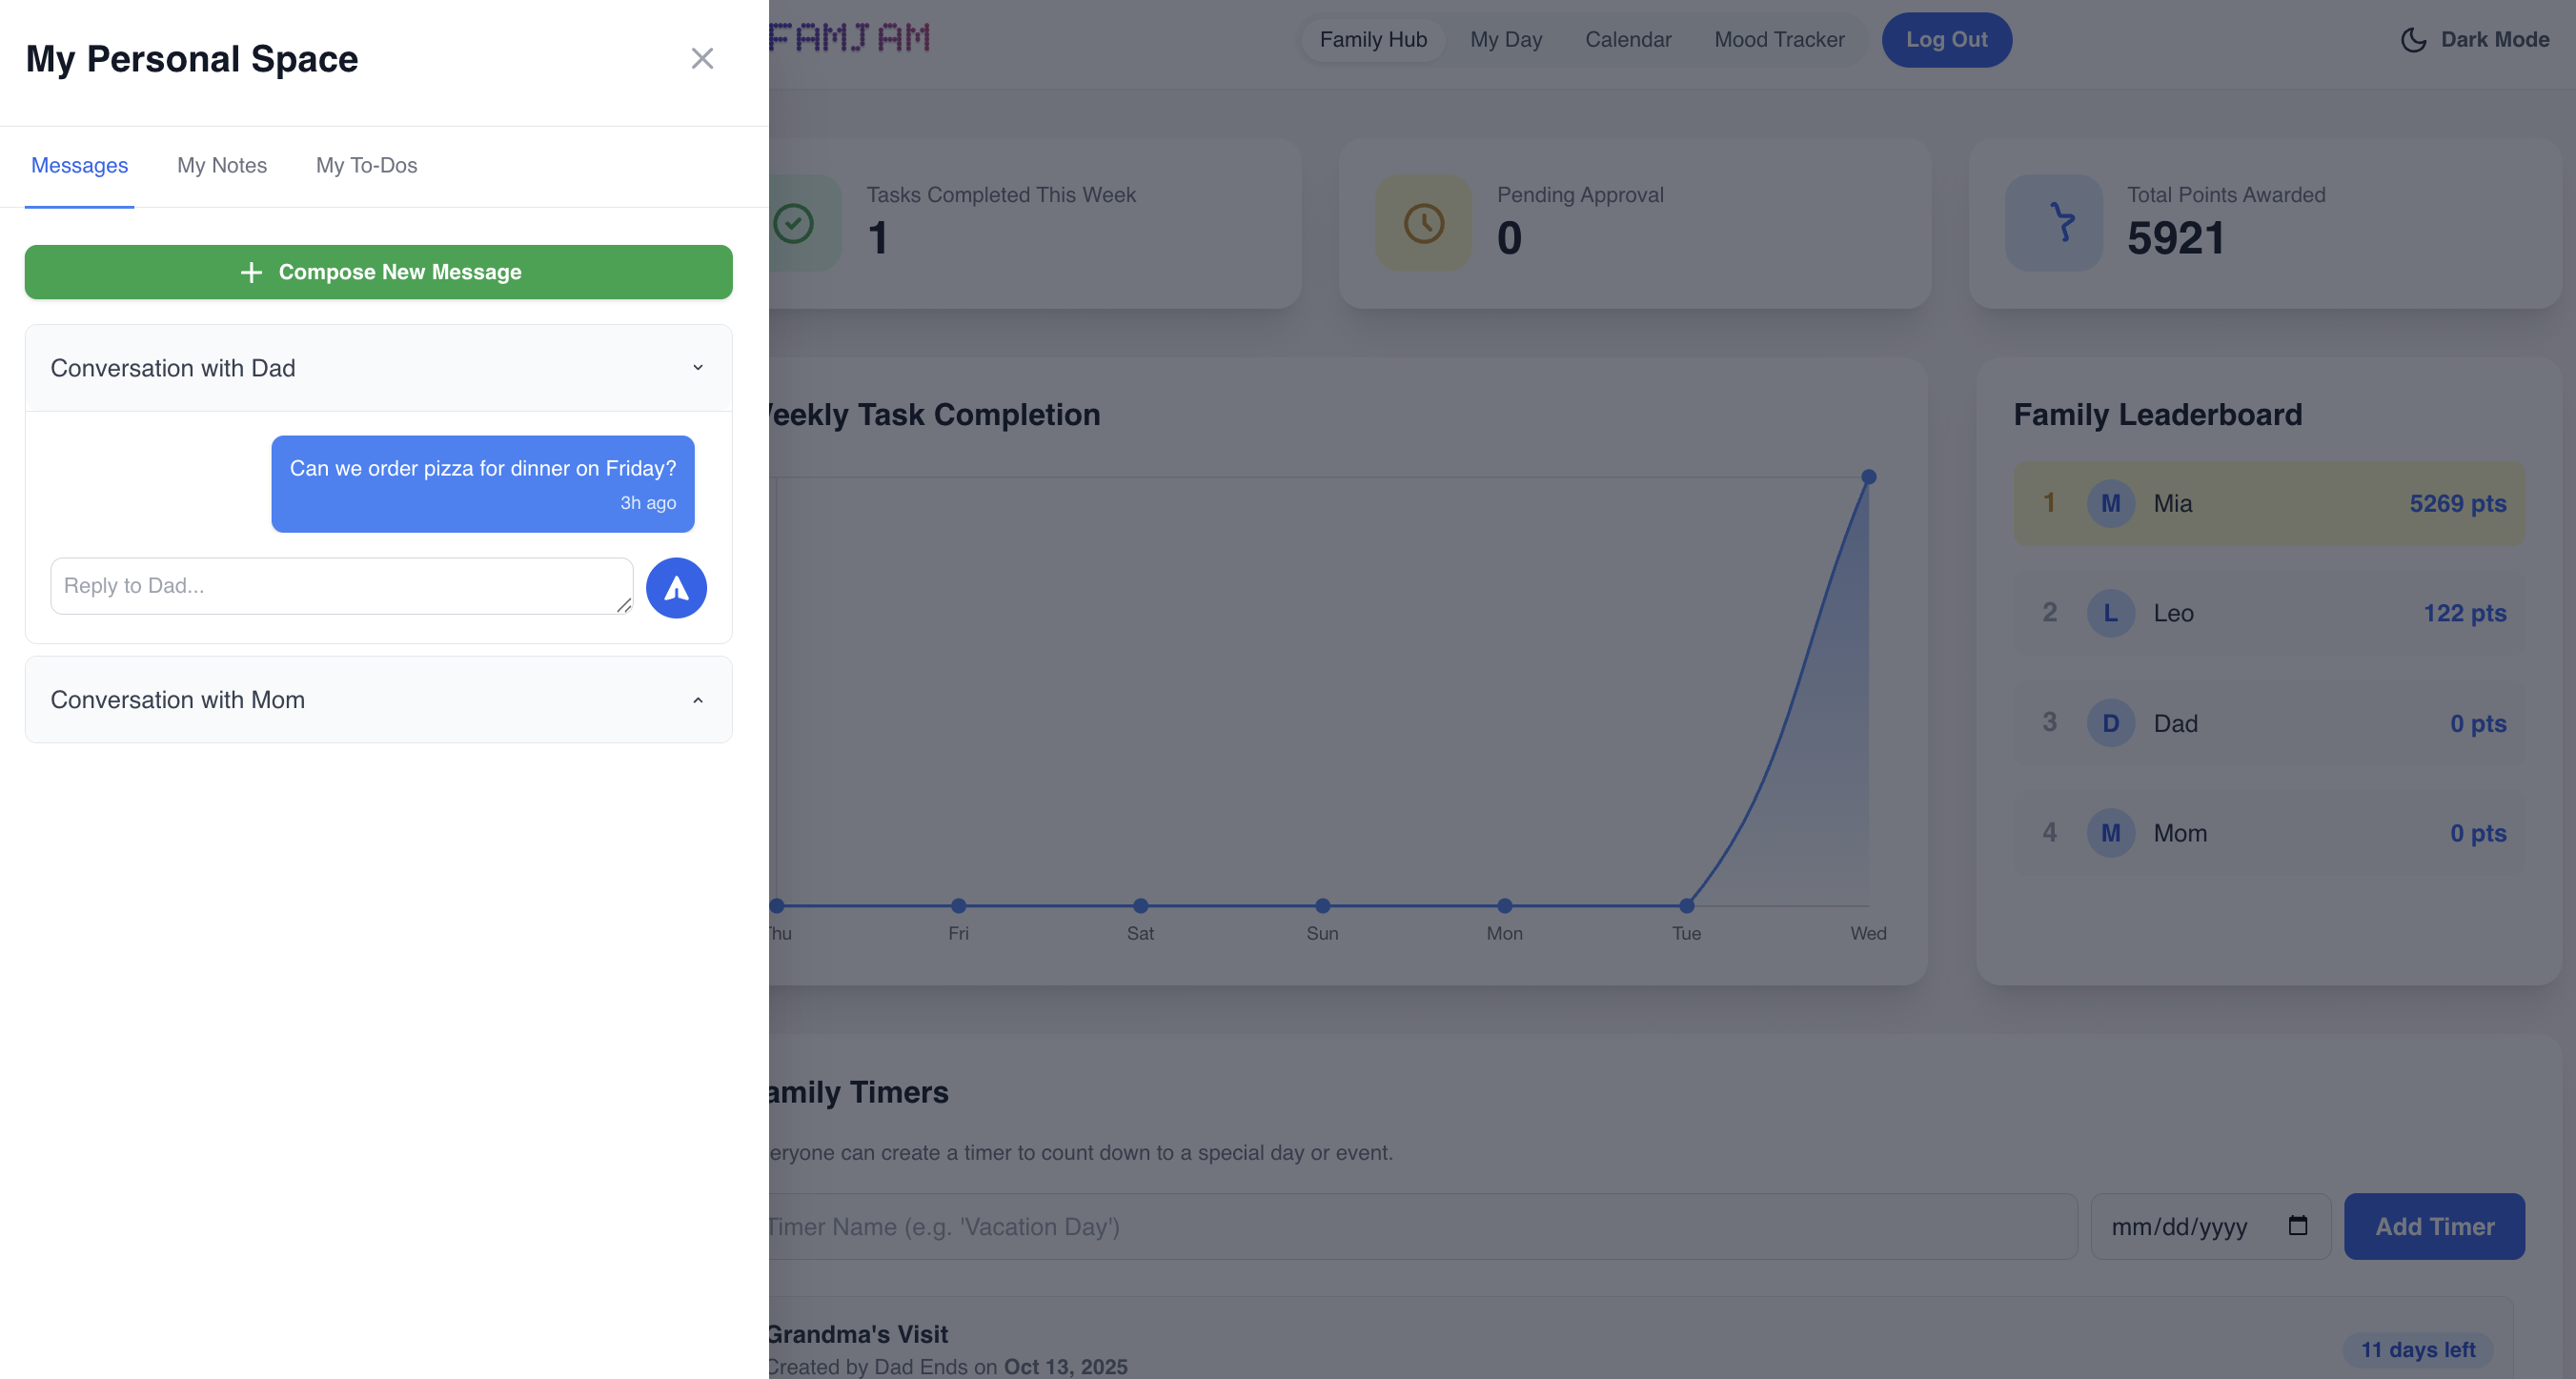 My Personal Space
Messages
My Notes
My To-Dos
Compose New Message
Conversation with Dad
Can we order pizza for dinner on Friday?
3h ago
Reply to Dad...
Conversation with Mom
FAMJAM
Family Hub
My Day
Calendar
Mood Tracker
Log Out
Dark Mode
Tasks Completed This Week
1
Pending Approval
0
Total Points Awarded
5921
eekly Task Completion
hu
Fri
Sat
Sun
Mon
Tue
Wed
Family Leaderboard
1 M Mia 5269 pts
2 L Leo 122 pts
3 D Dad 0 pts
4 M Mom 0 pts
amily Timers
eryone can create a timer to count down to a special day or event.
Timer Name (e.g. 'Vacation Day')
mm/dd/yyyy
Add Timer
Grandma's Visit
Created by Dad Ends on Oct 13, 2025
11 days left